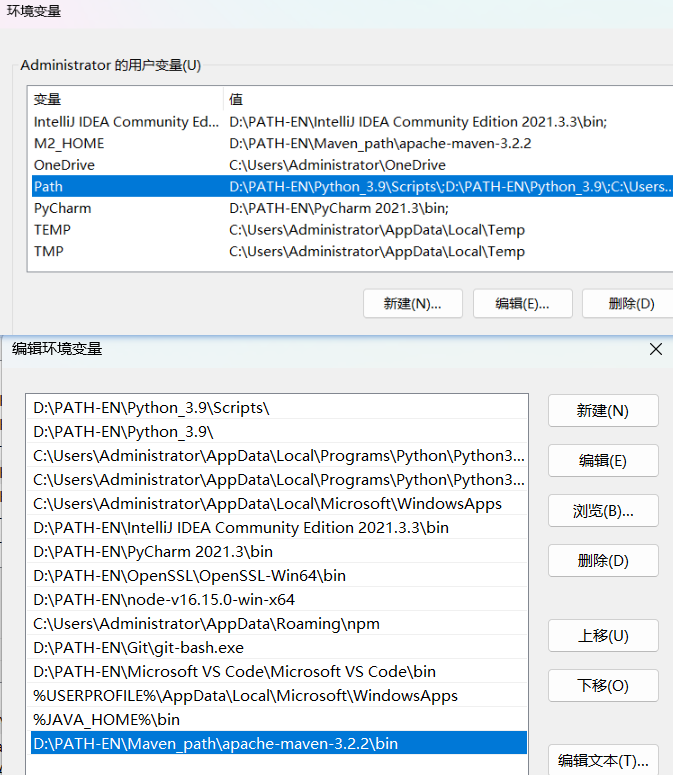 环境变量
Administrator 的用户变量(U)
变量 值
IntelliJ IDEA Community Ed... D:\PATH-EN\IntelliJ IDEA Community Edition 2021.3.3\bin;
M2_HOME D:\PATH-EN\Maven_path\apache-maven-3.2.2
OneDrive C:\Users\Administrator\OneDrive
Path D:\PATH-EN\Python_3.9\Scripts\;D:\PATH-EN\Python_3.9\;C:\Users...
PyCharm D:\PATH-EN\PyCharm 2021.3\bin;
TEMP C:\Users\Administrator\AppData\Local\Temp
TMP C:\Users\Administrator\AppData\Local\Temp
新建(N)... 编辑(E)... 删除(D)
编辑环境变量
D:\PATH-EN\Python_3.9\Scripts\
D:\PATH-EN\Python_3.9\
C:\Users\Administrator\AppData\Local\Programs\Python\Python3...
C:\Users\Administrator\AppData\Local\Programs\Python\Python3...
C:\Users\Administrator\AppData\Local\Microsoft\WindowsApps
D:\PATH-EN\IntelliJ IDEA Community Edition 2021.3.3\bin
D:\PATH-EN\PyCharm 2021.3\bin
D:\PATH-EN\OpenSSL\OpenSSL-Win64\bin
D:\PATH-EN\node-v16.15.0-win-x64
C:\Users\Administrator\AppData\Roaming\npm
D:\PATH-EN\Git\git-bash.exe
D:\PATH-EN\Microsoft VS Code\Microsoft VS Code\bin
%USERPROFILE%\AppData\Local\Microsoft\WindowsApps
%JAVA_HOME%\bin
D:\PATH-EN\Maven_path\apache-maven-3.2.2\bin
新建(N)
编辑(E)
浏览(B)...
删除(D)
上移(U)
下移(O)
编辑文本(T)...